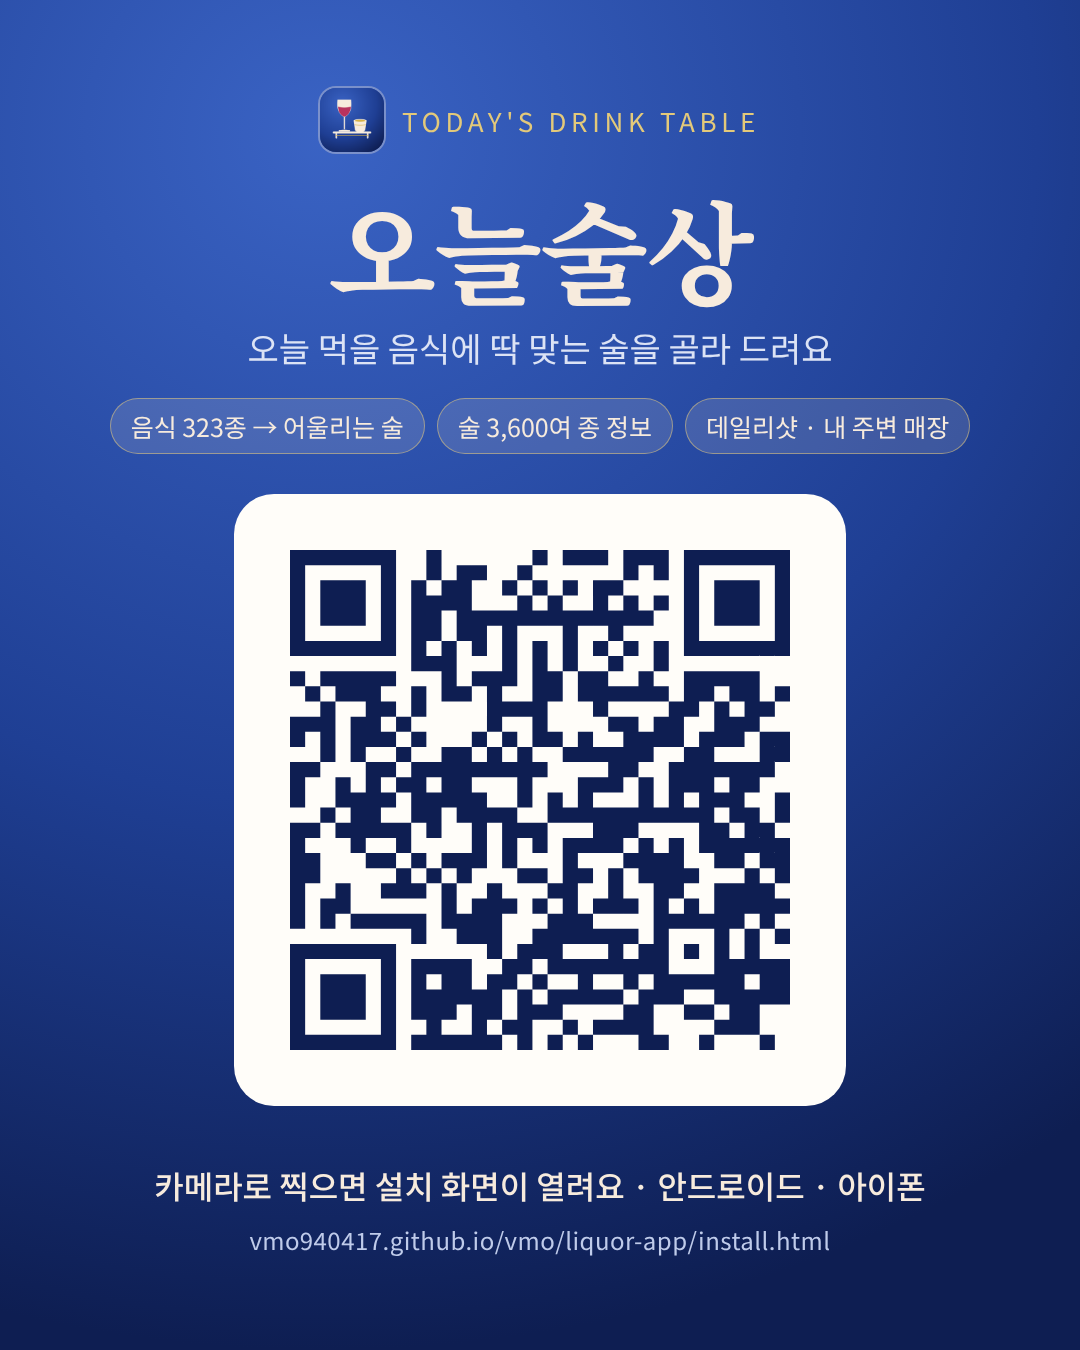 TODAY'S DRINK TABLE
오늘술상
오늘 먹을 음식에 딱 맞는 술을 골라 드려요
음식 323종 → 어울리는 술
술 3,600여 종 정보
데일리샷 · 내 주변 매장
카메라로 찍으면 설치 화면이 열려요 · 안드로이드 · 아이폰
vmo940417.github.io/vmo/liquor-app/install.html